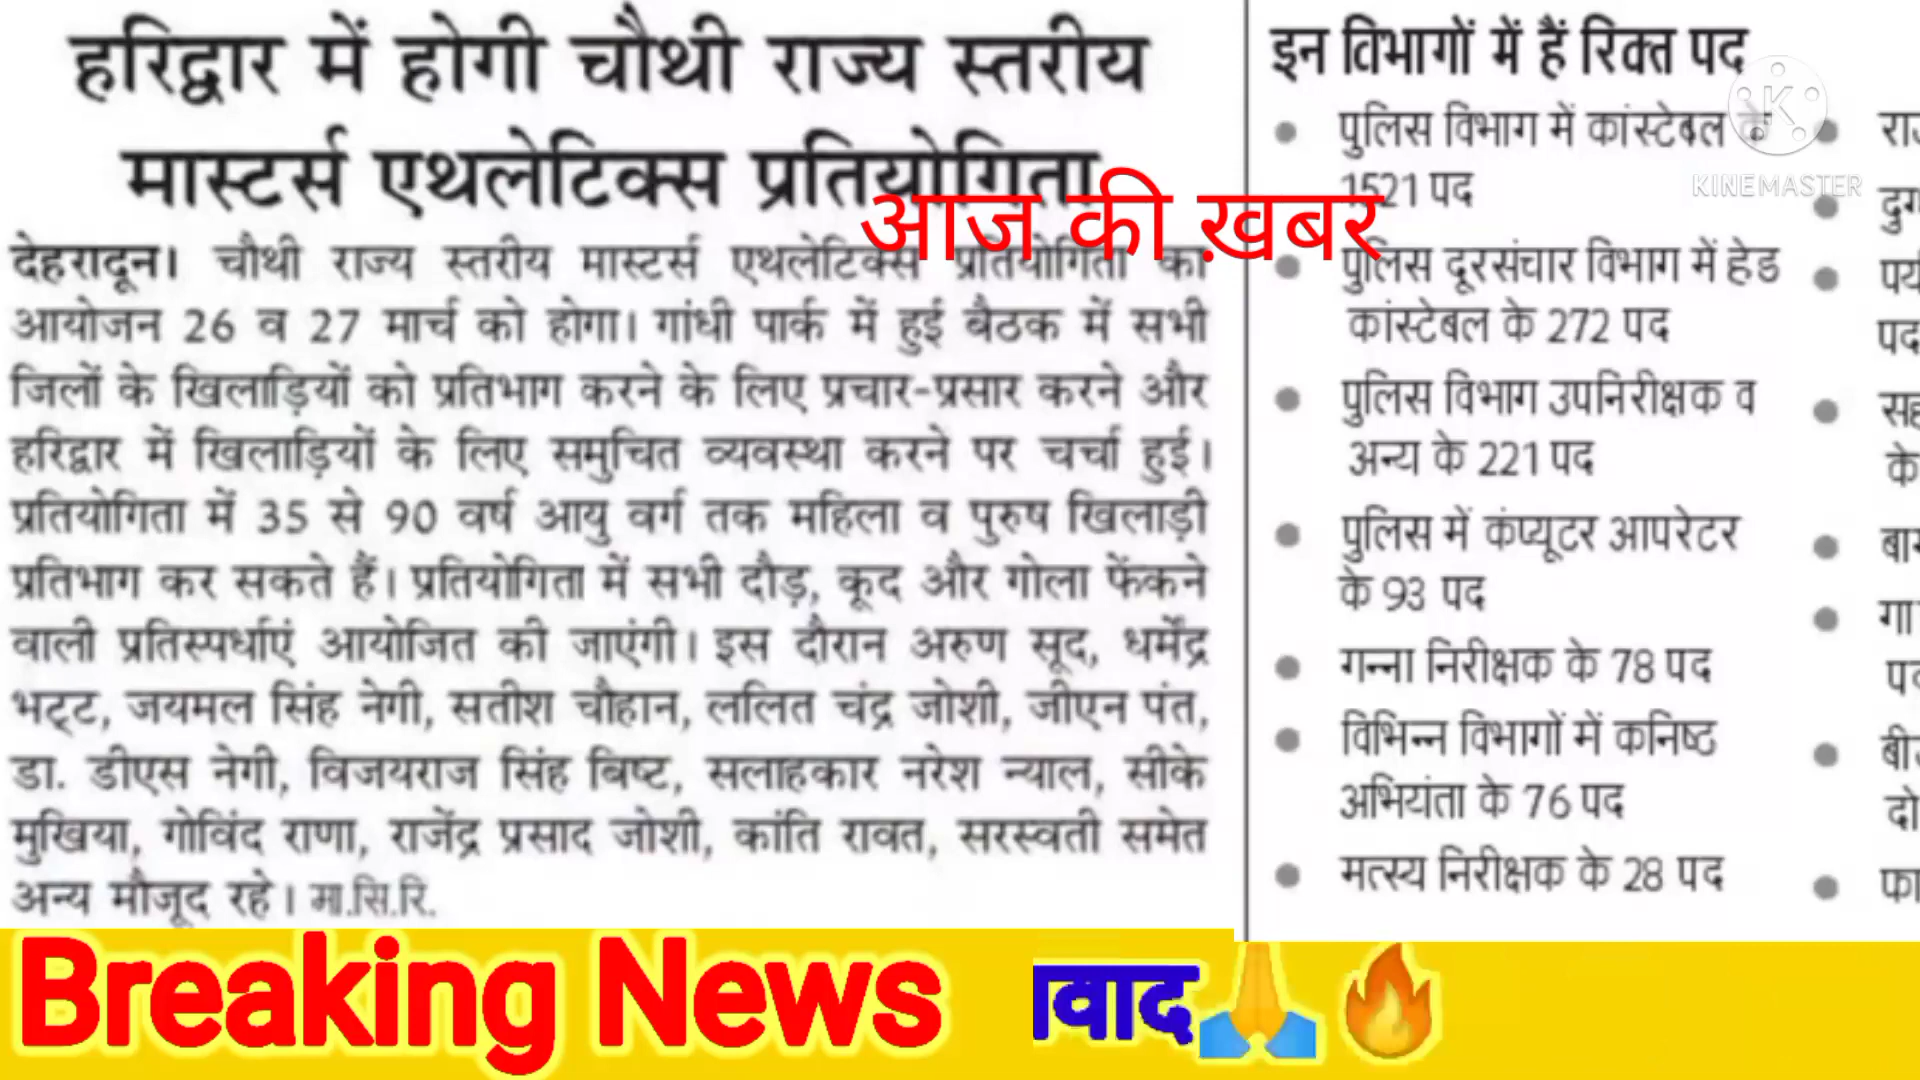 हरिद्वार में होगी चौथी राज्य स्तरीय
मास्टर्स एथलेटिक्स प्रतियोगिता
देहरादून। चौथी राज्य स्तरीय मास्टर्स एथलेटिक्स प्रतियोगिता का
आयोजन 26 व 27 मार्च को होगा। गांधी पार्क में हुई बैठक में सभी
जिलों के खिलाड़ियों को प्रतिभाग करने के लिए प्रचार-प्रसार करने और
हरिद्वार में खिलाड़ियों के लिए समुचित व्यवस्था करने पर चर्चा हुई।
प्रतियोगिता में 35 से 90 वर्ष आयु वर्ग तक महिला व पुरुष खिलाड़ी
प्रतिभाग कर सकते हैं। प्रतियोगिता में सभी दौड़, कूद और गोला फेंकने
वाली प्रतिस्पर्धाएं आयोजित की जाएंगी। इस दौरान अरुण सूद, धर्मेंद्र
भट्ट, जयमल सिंह नेगी, सतीश चौहान, ललित चंद्र जोशी, जीएन पंत,
डा. डीएस नेगी, विजयराज सिंह बिष्ट, सलाहकार नरेश न्याल, सीके
मुखिया, गोविंद राणा, राजेंद्र प्रसाद जोशी, कांति रावत, सरस्वती समेत
अन्य मौजूद रहे। मा.सि.रि.
आज की ख़बर
इन विभागों में हैं रिक्त पद
• पुलिस विभाग में कांस्टेबल के
1521 पद
• पुलिस दूरसंचार विभाग में हेड
कांस्टेबल के 272 पद
• पुलिस विभाग उपनिरीक्षक व
अन्य के 221 पद
• पुलिस में कंप्यूटर आपरेटर
के 93 पद
• गन्ना निरीक्षक के 78 पद
• विभिन्न विभागों में कनिष्ठ
अभियंता के 76 पद
• मत्स्य निरीक्षक के 28 पद
KINEMASTER
पद
के
Breaking News
वाद🙏🔥